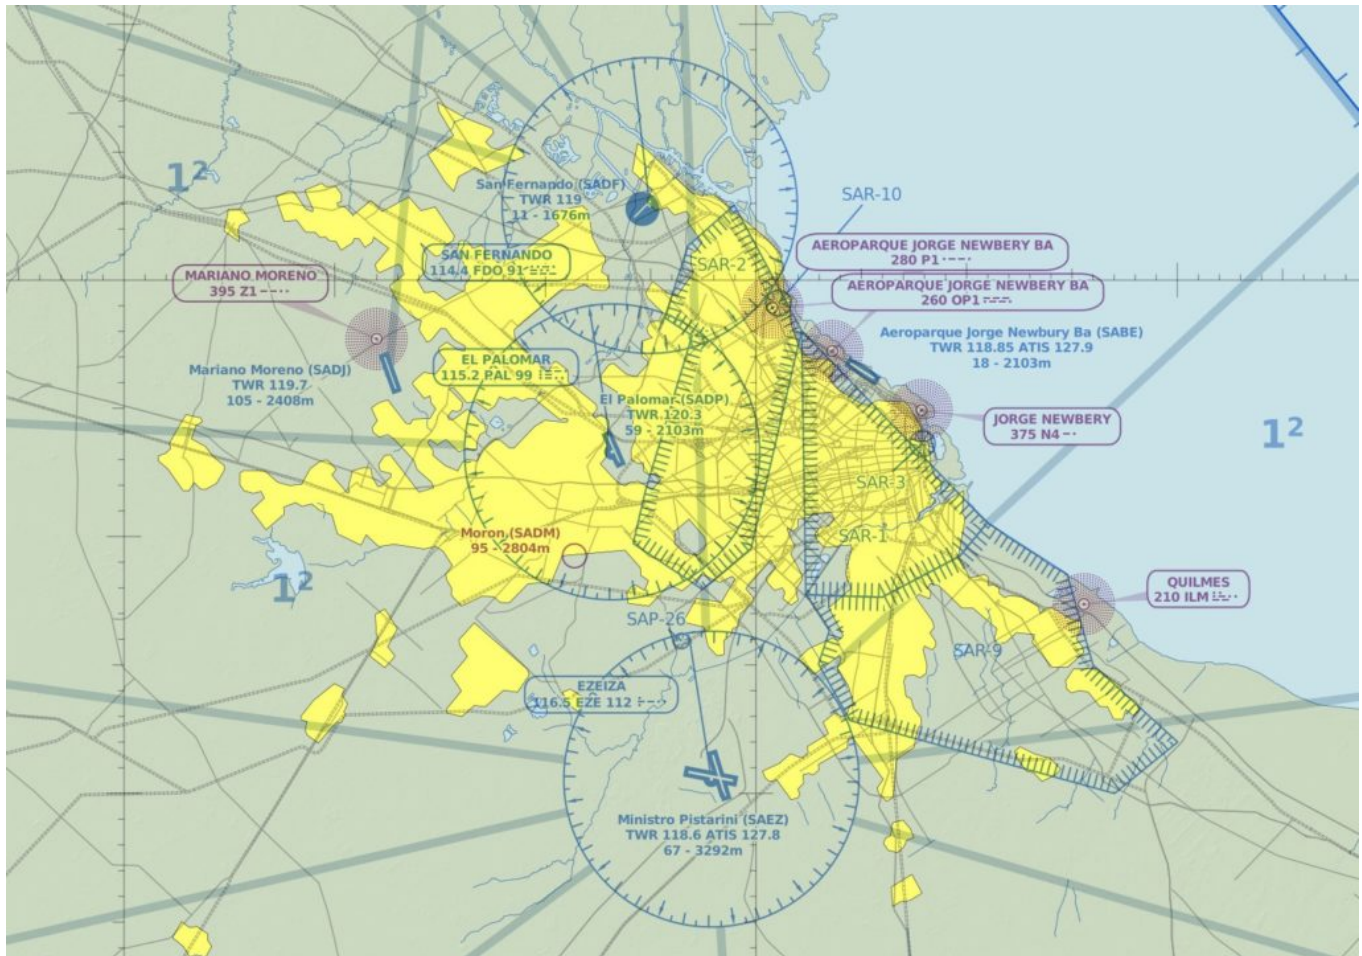 1²
San Fernando (SADF)
TWR 119
11 - 1676m
SAR-10
SAN FERNANDO
114.4 FDO 91
SAR-2
AEROPARQUE JORGE NEWBERY BA
280 P1 -----
MARIANO MORENO
395 Z1 -----
AEROPARQUE JORGE NEWBERY BA
260 OP1
Aeroparque Jorge Newbury Ba (SABE)
TWR 118.85 ATIS 127.9
18 - 2103m
EL PALOMAR
115.2 PAL 99
Mariano Moreno (SADJ)
TWR 119.7
105 - 2408m
El Palomar (SADP)
TWR 120.3
59 - 2103m
JORGE NEWBERY
375 N4 -·
1²
SAR-3
Moron (SADM)
95 - 2804m
SAR-1
1²
QUILMES
210 ILM
SAP-26
SAR-9
EZEIZA
116.5 EZE 112
Ministro Pistarini (SAEZ)
TWR 118.6 ATIS 127.8
67 - 3292m